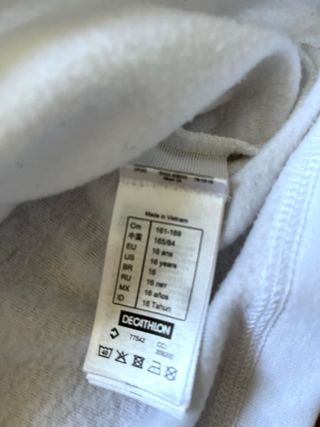 Made in Vietnam
Cm 161-169
中国 165/84
EU 16 ans
US 16 years
BR 16
RU 16 лет
MX 16 años
ID 16 Tahun
DECATHLON
77542